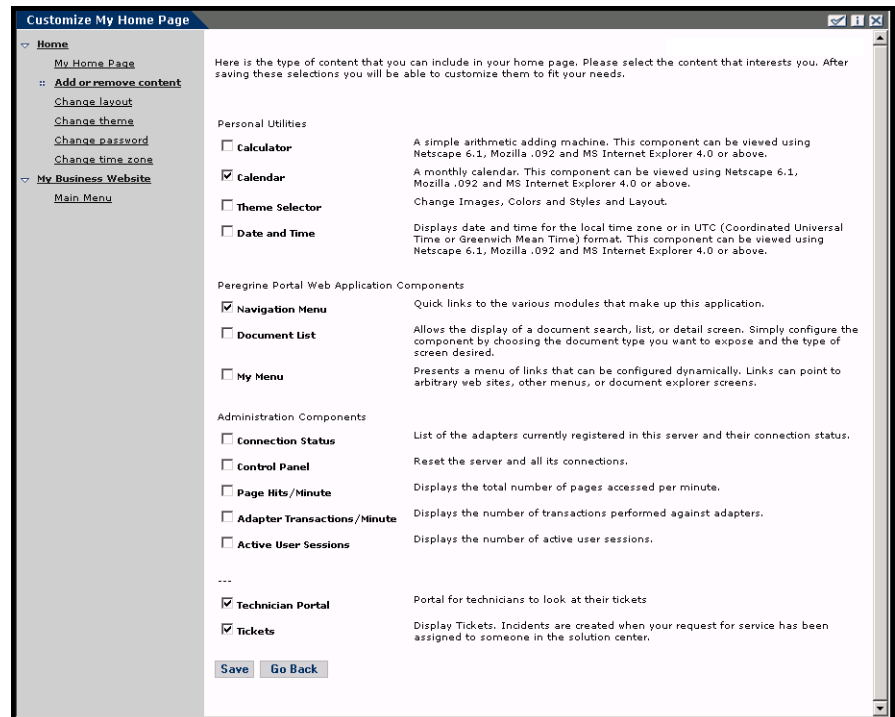 Customize My Home Page
Home
My Home Page
Add or remove content
Change layout
Change theme
Change password
Change time zone
My Business Website
Main Menu
Here is the type of content that you can include in your home page. Please select the content that interests you. After
saving these selections you will be able to customize them to fit your needs.
Personal Utilities
Calculator
A simple arithmetic adding machine. This component can be viewed using
Netscape 6.1, Mozilla .092 and MS Internet Explorer 4.0 or above.
Calendar
A monthly calendar. This component can be viewed using Netscape 6.1,
Mozilla .092 and MS Internet Explorer 4.0 or above.
Theme Selector
Change Images, Colors and Styles and Layout.
Date and Time
Displays date and time for the local time zone or in UTC (Coordinated Universal
Time or Greenwich Mean Time) format. This component can be viewed using
Netscape 6.1, Mozilla .092 and MS Internet Explorer 4.0 or above.
Peregrine Portal Web Application Components
Navigation Menu
Quick links to the various modules that make up this application.
Document List
Allows the display of a document search, list, or detail screen. Simply configure the
component by choosing the document type you want to expose and the type of
screen desired.
My Menu
Presents a menu of links that can be configured dynamically. Links can point to
arbitrary web sites, other menus, or document explorer screens.
Administration Components
Connection Status
List of the adapters currently registered in this server and their connection status.
Control Panel
Reset the server and all its connections.
Page Hits/Minute
Displays the total number of pages accessed per minute.
Adapter Transactions/Minute
Displays the number of transactions performed against adapters.
Active User Sessions
Displays the number of active user sessions.
---
Technician Portal
Portal for technicians to look at their tickets
Tickets
Display Tickets. Incidents are created when your request for service has been
assigned to someone in the solution center.
Save
Go Back